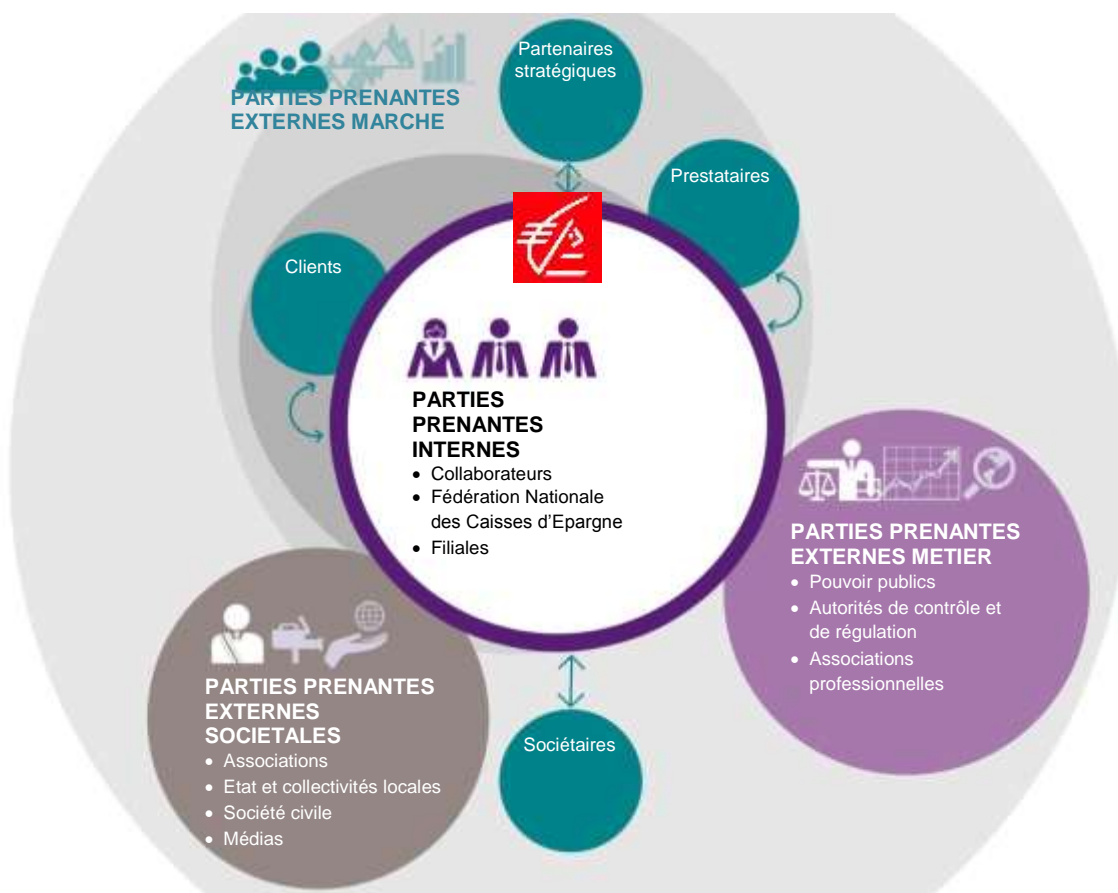 Partenaires
stratégiques
PARTIES PRENANTES
EXTERNES MARCHE
Prestataires
Clients
PARTIES
PRENANTES
INTERNES
• Collaborateurs
• Fédération Nationale
des Caisses d’Epargne
• Filiales
PARTIES PRENANTES
EXTERNES METIER
• Pouvoir publics
• Autorités de contrôle et
de régulation
• Associations
professionnelles
PARTIES PRENANTES
EXTERNES
SOCIETALES
• Associations
• Etat et collectivités locales
• Société civile
• Médias
Sociétaires